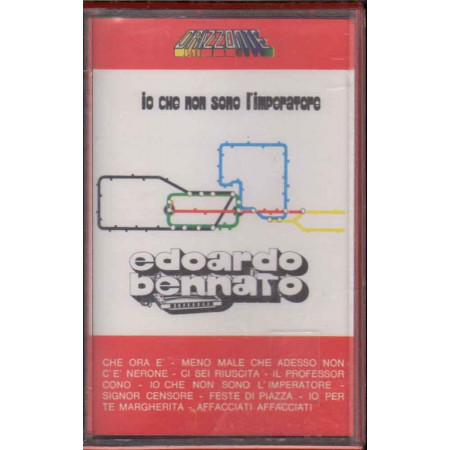 ORIZZONTE
io che non sono l'imperatore
edoardo
bennato
CHE ORA E' - MENO MALE CHE ADESSO NON
C'E' NERONE - CI SEI RIUSCITA - IL PROFESSOR
CONO - IO CHE NON SONO L'IMPERATORE -
SIGNOR CENSORE - FESTE DI PIAZZA - IO PER
TE MARGHERITA - AFFACCIATI AFFACCIATI